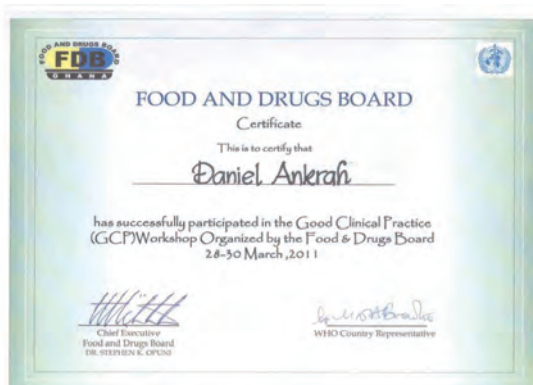 FOOD AND DRUGS BOARD
FDB
GHANA
FOOD AND DRUGS BOARD
Certificate
This is to certify that
Daniel Ankrah
has successfully participated in the Good Clinical Practice
(GCP)Workshop Organized by the Food & Drugs Board
28-30 March ,2011
Chief Executive
Food and Drugs Board
DR. STEPHEN K. OPUNI
WHO Country Representative